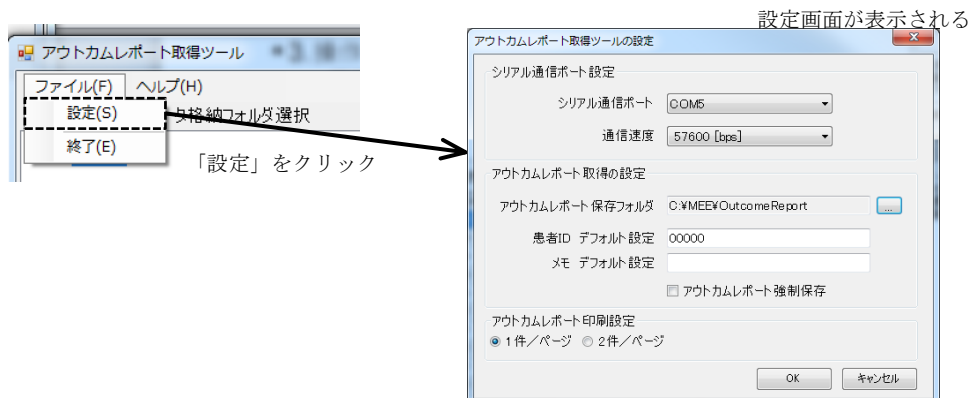 設定画面が表示される
アウトカムレポート取得ツール
ファイル(F) ヘルプ(H)
設定(S)
タ格納フォルダ選択
終了(E)
「設定」をクリック
アウトカムレポート取得ツールの設定
シリアル通信ポート設定
シリアル通信ポート COM5
通信速度 57600 [bps]
アウトカムレポート取得の設定
アウトカムレポート保存フォルダ C:¥MEE¥OutcomeReport ...
患者ID デフォルト設定 00000
メモ デフォルト設定
アウトカムレポート強制保存
アウトカムレポート印刷設定
1件／ページ 2件／ページ
OK キャンセル